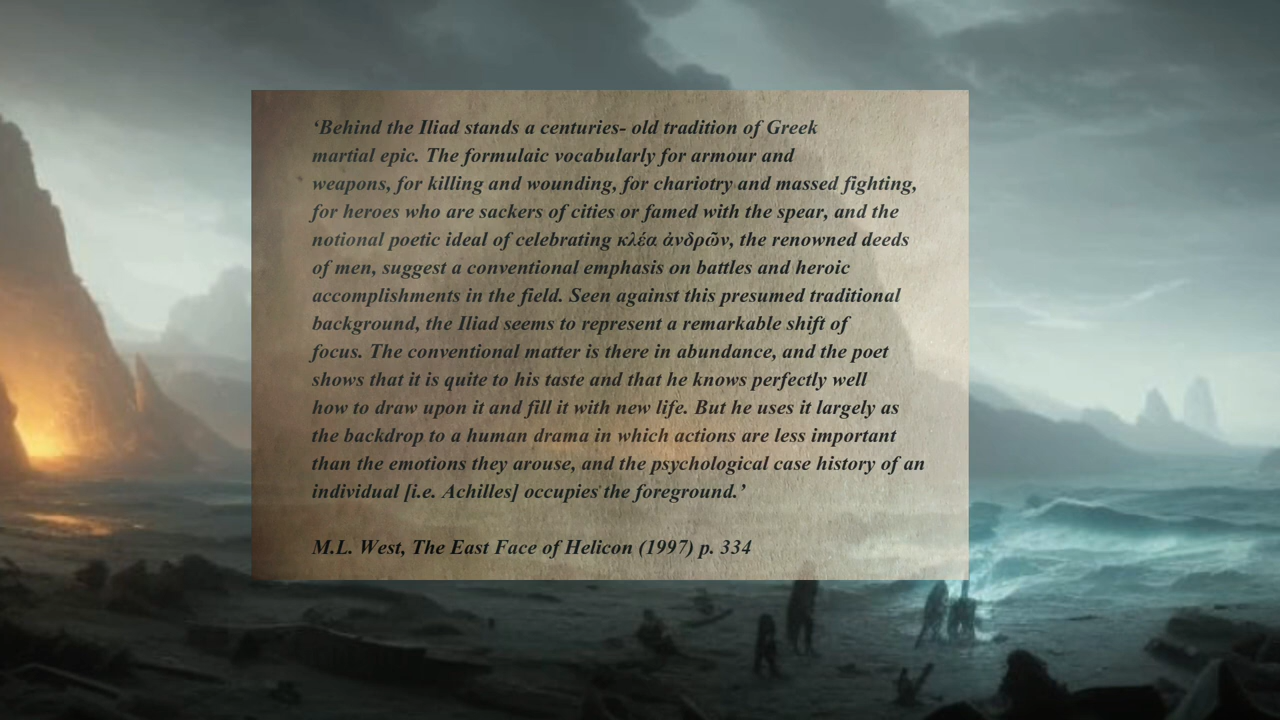 ‘Behind the Iliad stands a centuries- old tradition of Greek
martial epic. The formulaic vocabularly for armour and
weapons, for killing and wounding, for chariotry and massed fighting,
for heroes who are sackers of cities or famed with the spear, and the
notional poetic ideal of celebrating κλέα ἀνδρῶν, the renowned deeds
of men, suggest a conventional emphasis on battles and heroic
accomplishments in the field. Seen against this presumed traditional
background, the Iliad seems to represent a remarkable shift of
focus. The conventional matter is there in abundance, and the poet
shows that it is quite to his taste and that he knows perfectly well
how to draw upon it and fill it with new life. But he uses it largely as
the backdrop to a human drama in which actions are less important
than the emotions they arouse, and the psychological case history of an
individual [i.e. Achilles] occupies the foreground.’
M.L. West, The East Face of Helicon (1997) p. 334